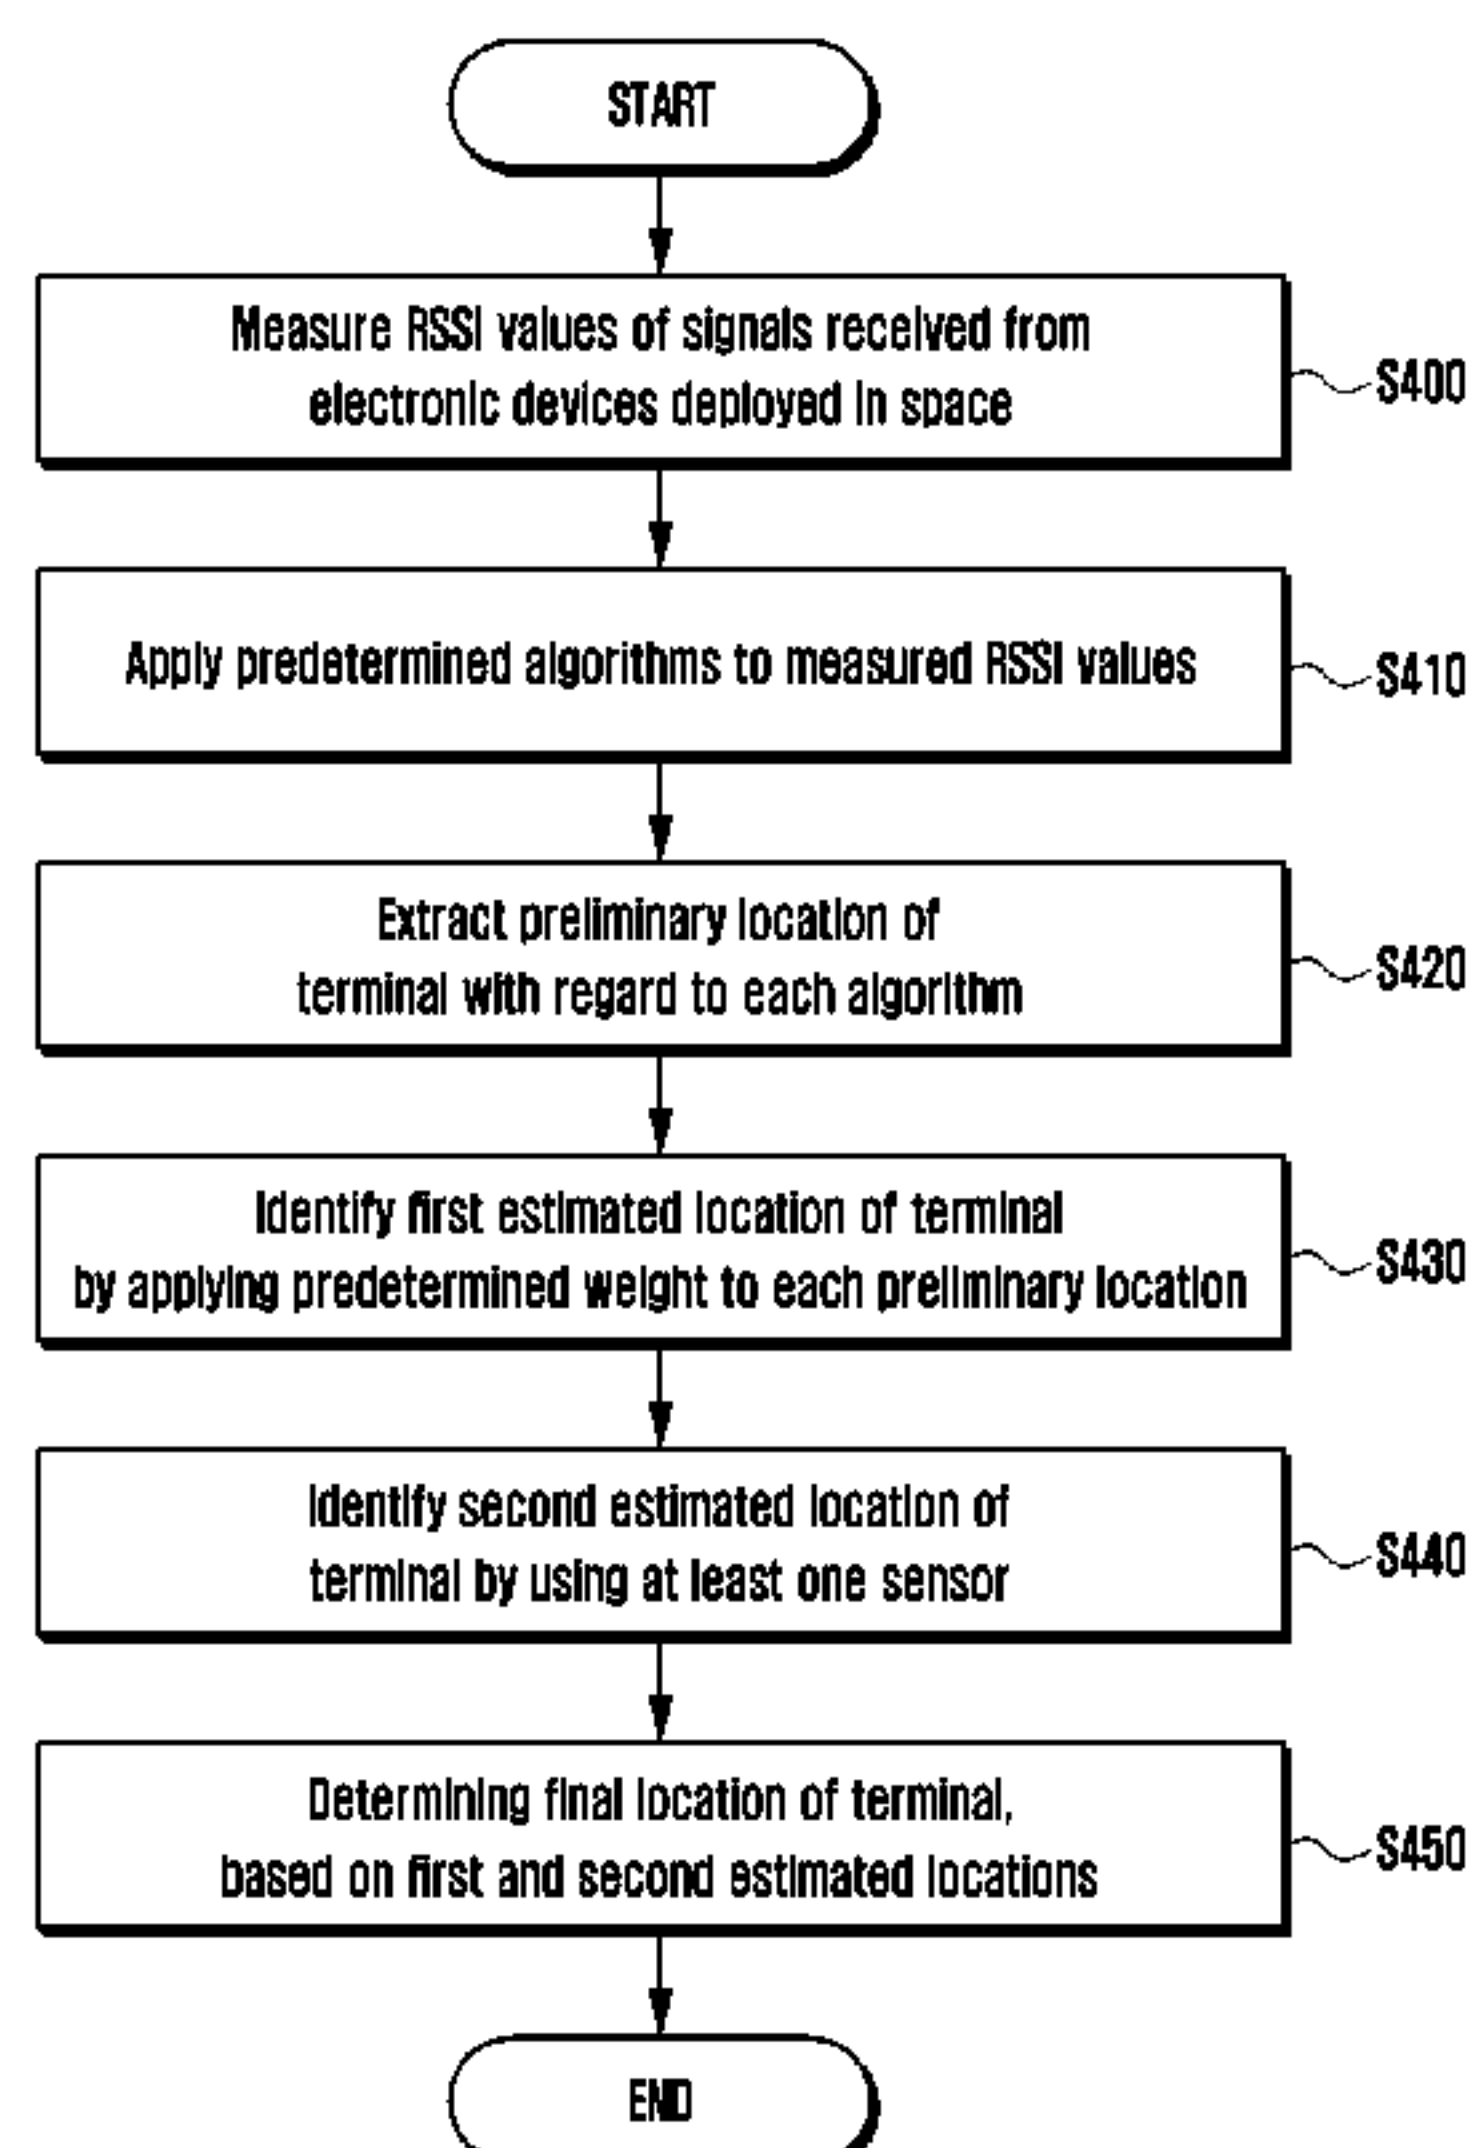 START
Measure RSSI values of signals received from
electronic devices deployed in space
S400
Apply predetermined algorithms to measured RSSI values
S410
Extract preliminary location of
terminal with regard to each algorithm
S420
Identify first estimated location of terminal
by applying predetermined weight to each preliminary location
S430
Identify second estimated location of
terminal by using at least one sensor
S440
Determining final location of terminal,
based on first and second estimated locations
S450
END